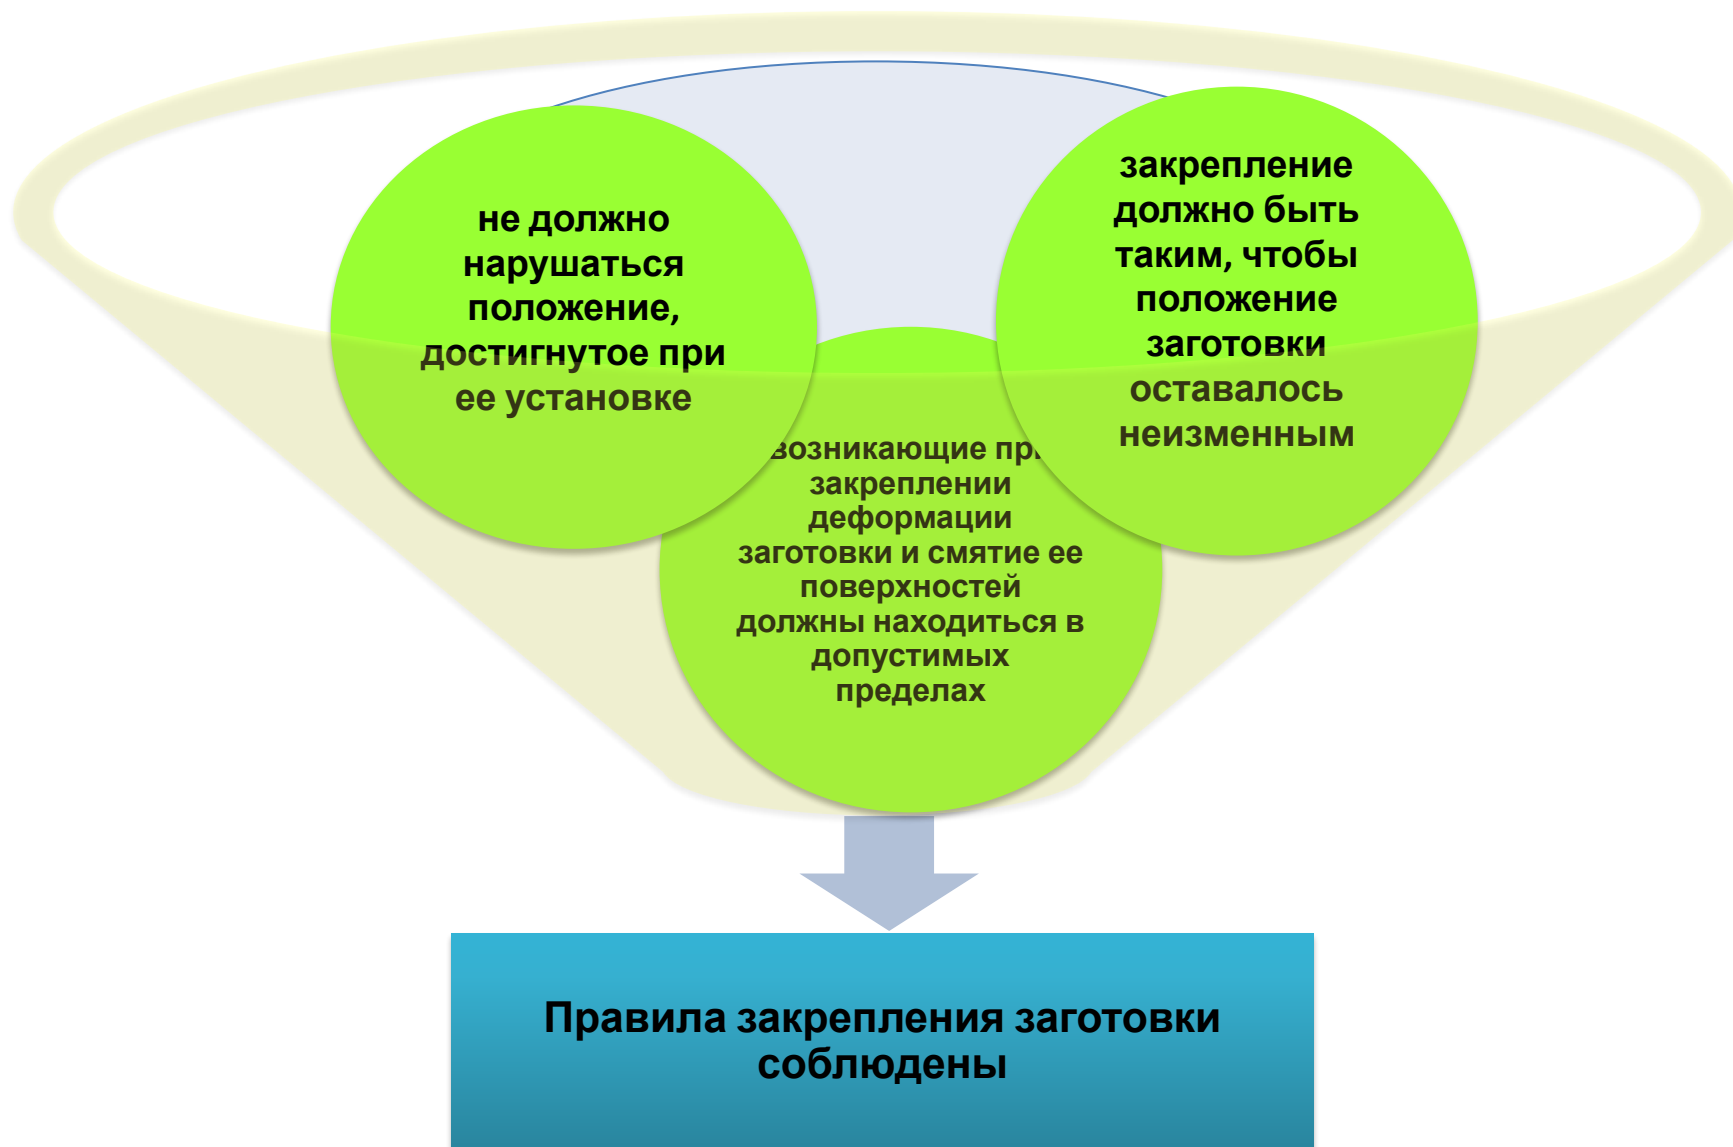 не должно
нарушаться
положение,
достигнутое при
ее установке
закрепление
должно быть
таким, чтобы
положение
заготовки
оставалось
неизменным
возникающие при
закреплении
деформации
заготовки и смятие ее
поверхностей
должны находиться в
допустимых
пределах
Правила закрепления заготовки
соблюдены